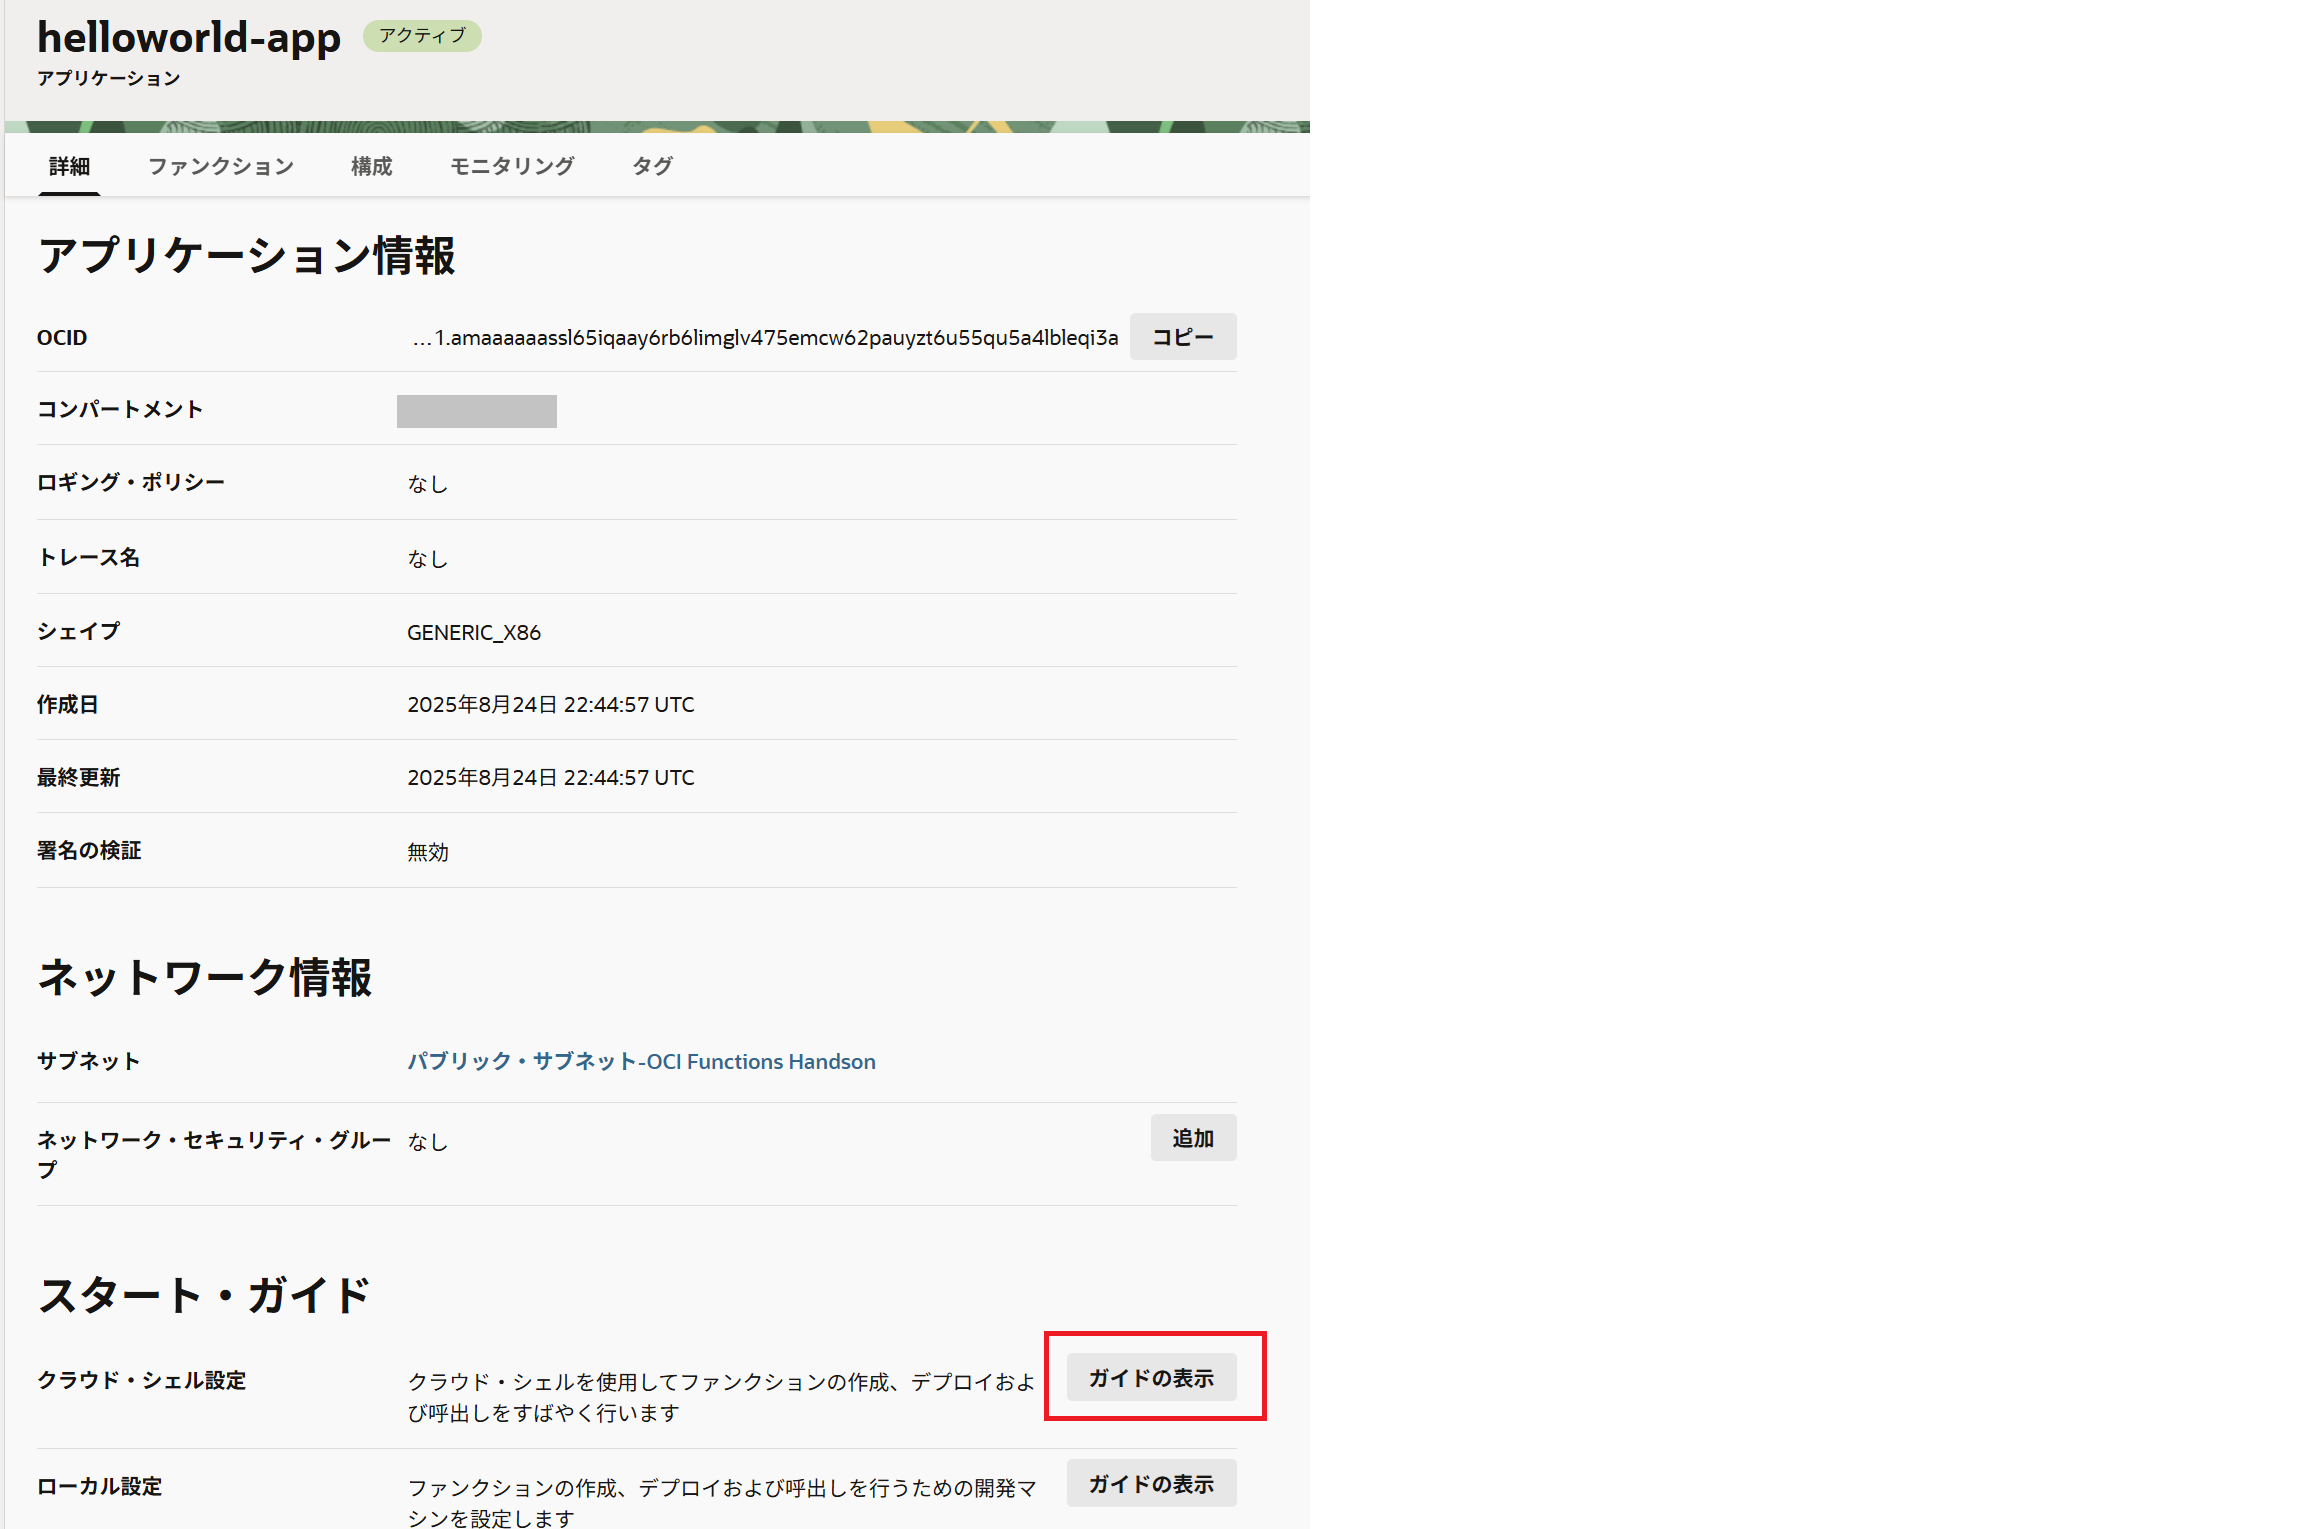 helloworld-app アクティブ
アプリケーション
詳細 ファンクション 構成 モニタリング タグ
アプリケーション情報
OCID …1.amaaaaaassl65iqaay6rb6limglv475emcw62pauyzt6u55qu5a4lbleqi3a コピー
コンパートメント
ロギング・ポリシー なし
トレース名 なし
シェイプ GENERIC_X86
作成日 2025年8月24日 22:44:57 UTC
最終更新 2025年8月24日 22:44:57 UTC
署名の検証 無効
ネットワーク情報
サブネット パブリック・サブネット-OCI Functions Handson
ネットワーク・セキュリティ・グルー なし 追加
プ
スタート・ガイド
クラウド・シェル設定 クラウド・シェルを使用してファンクションの作成、デプロイおよ ガイドの表示
び呼出しをすばやく行います
ローカル設定 ファンクションの作成、デプロイおよび呼出しを行うための開発マ ガイドの表示
シンを設定します